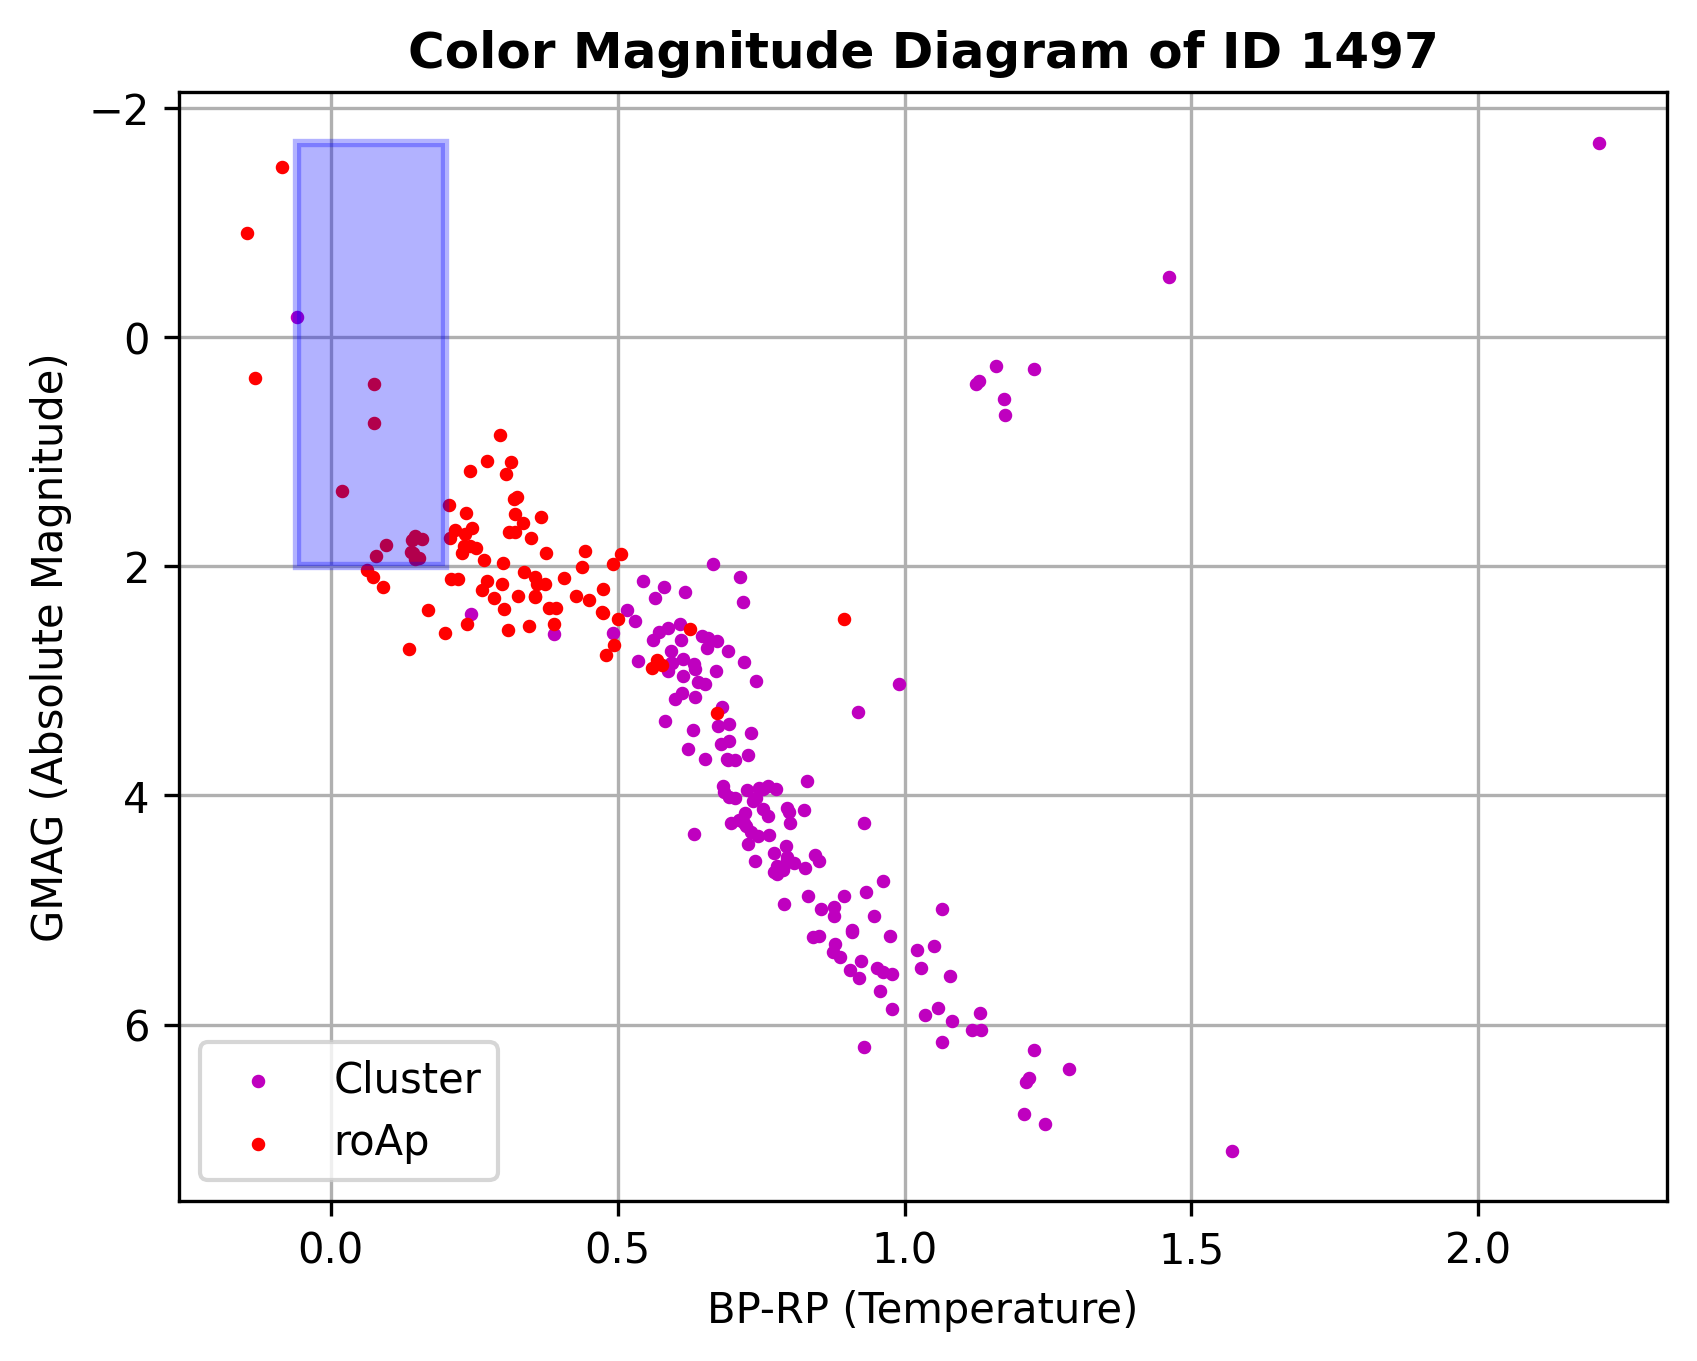 Color Magnitude Diagram of ID 1497
GMAG (Absolute Magnitude)
−2
0
2
4
6
Cluster
roAp
0.0 0.5 1.0 1.5 2.0
BP-RP (Temperature)